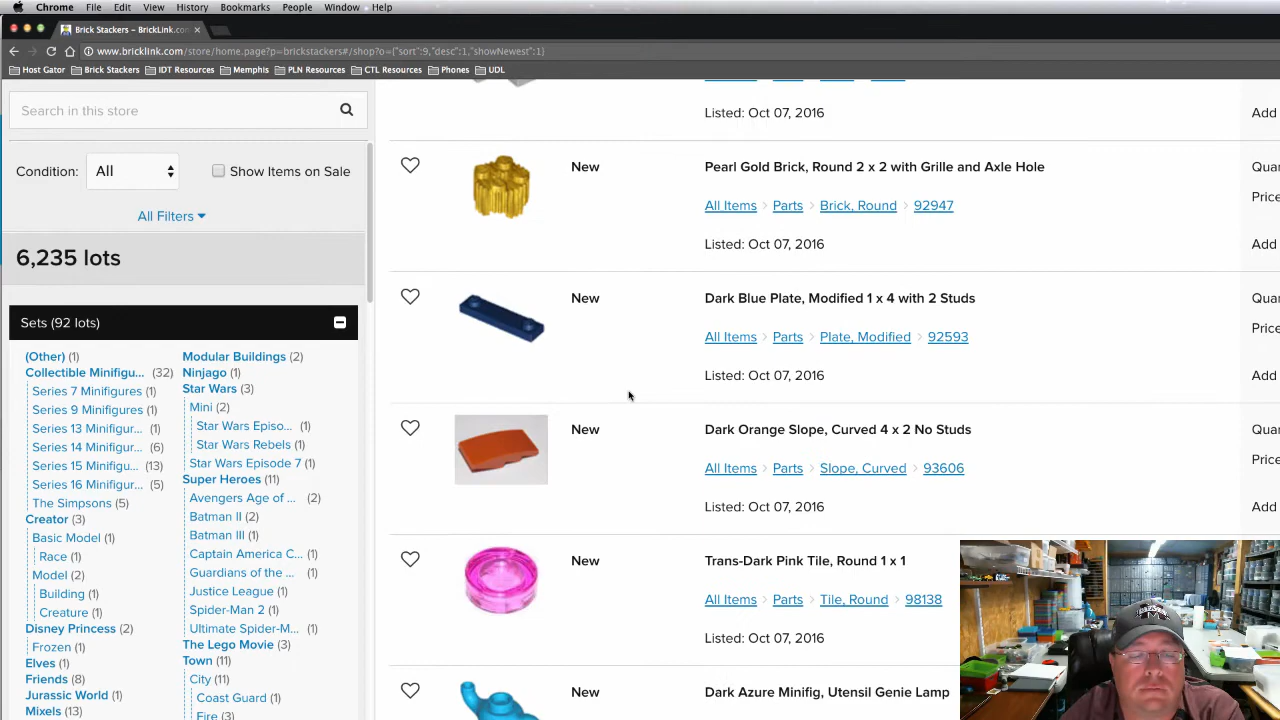 Chrome File Edit View History Bookmarks People Window Help
Brick Stackers – BrickLink.com ×
www.bricklink.com/store/home.page?p=brickstackers#/shop?o={"sort":9,"desc":1,"showNewest":1}
Host Gator Brick Stackers IDT Resources Memphis PLN Resources CTL Resources Phones UDL
Search in this store
Condition: All Show Items on Sale
All Filters
6,235 lots
Sets (92 lots)
(Other) (1)
Collectible Minifigu... (32)
Series 7 Minifigures (1)
Series 9 Minifigures (1)
Series 13 Minifigur... (1)
Series 14 Minifigur... (6)
Series 15 Minifigu... (13)
Series 16 Minifigur... (5)
The Simpsons (5)
Creator (3)
Basic Model (1)
Race (1)
Model (2)
Building (1)
Creature (1)
Disney Princess (2)
Frozen (1)
Elves (1)
Friends (8)
Jurassic World (1)
Mixels (13)
Modular Buildings (2)
Ninjago (1)
Star Wars (3)
Mini (2)
Star Wars Episo... (1)
Star Wars Rebels (1)
Star Wars Episode 7 (1)
Super Heroes (11)
Avengers Age of ... (2)
Batman II (2)
Batman III (1)
Captain America C... (1)
Guardians of the ... (1)
Justice League (1)
Spider-Man 2 (1)
Ultimate Spider-M... (1)
The Lego Movie (3)
Town (11)
City (11)
Coast Guard (1)
Fire (3)
Listed: Oct 07, 2016
Add
New
Pearl Gold Brick, Round 2 x 2 with Grille and Axle Hole
Quan
All Items > Parts > Brick, Round > 92947
Price
Listed: Oct 07, 2016
Add
New
Dark Blue Plate, Modified 1 x 4 with 2 Studs
Quan
All Items > Parts > Plate, Modified > 92593
Price
Listed: Oct 07, 2016
Add
New
Dark Orange Slope, Curved 4 x 2 No Studs
Quan
All Items > Parts > Slope, Curved > 93606
Price
Listed: Oct 07, 2016
Add
New
Trans-Dark Pink Tile, Round 1 x 1
All Items > Parts > Tile, Round > 98138
Listed: Oct 07, 2016
New
Dark Azure Minifig, Utensil Genie Lamp